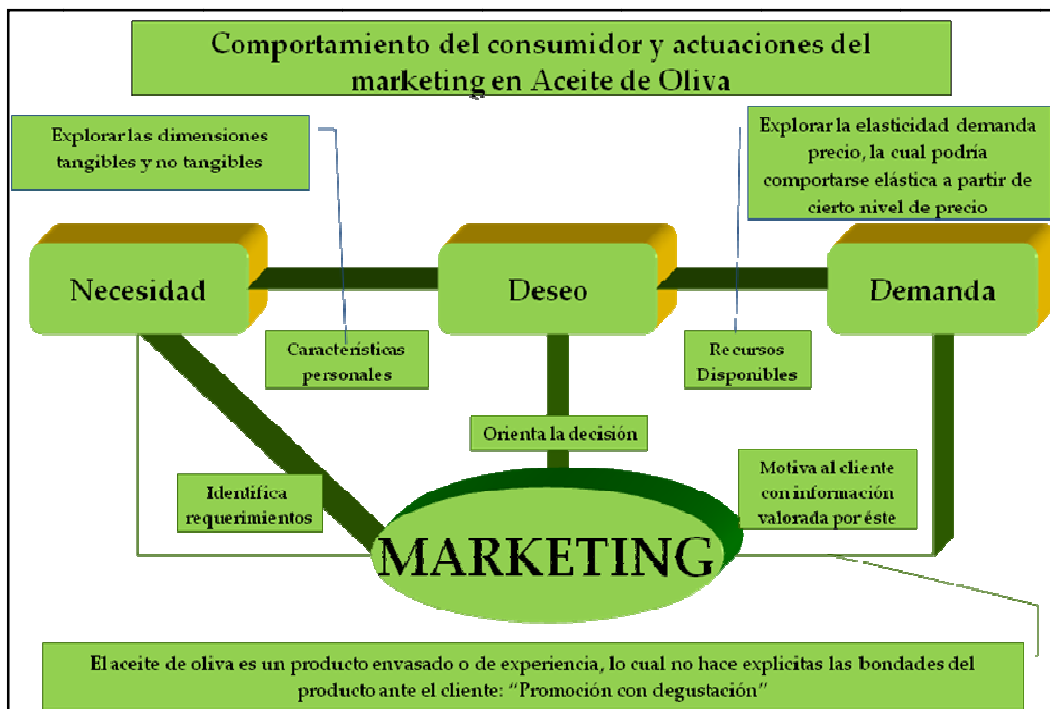 Comportamiento del consumidor y actuaciones del
marketing en Aceite de Oliva
Explorar las dimensiones
tangibles y no tangibles
Explorar la elasticidad demanda
precio, la cual podría
comportarse elástica a partir de
cierto nivel de precio
Necesidad
Deseo
Demanda
Características
personales
Recursos
Disponibles
Orienta la decisión
Identifica
requerimientos
Motiva al cliente
con información
valorada por éste
MARKETING
El aceite de oliva es un producto envasado o de experiencia, lo cual no hace explicitas las bondades del
producto ante el cliente: “Promoción con degustación”